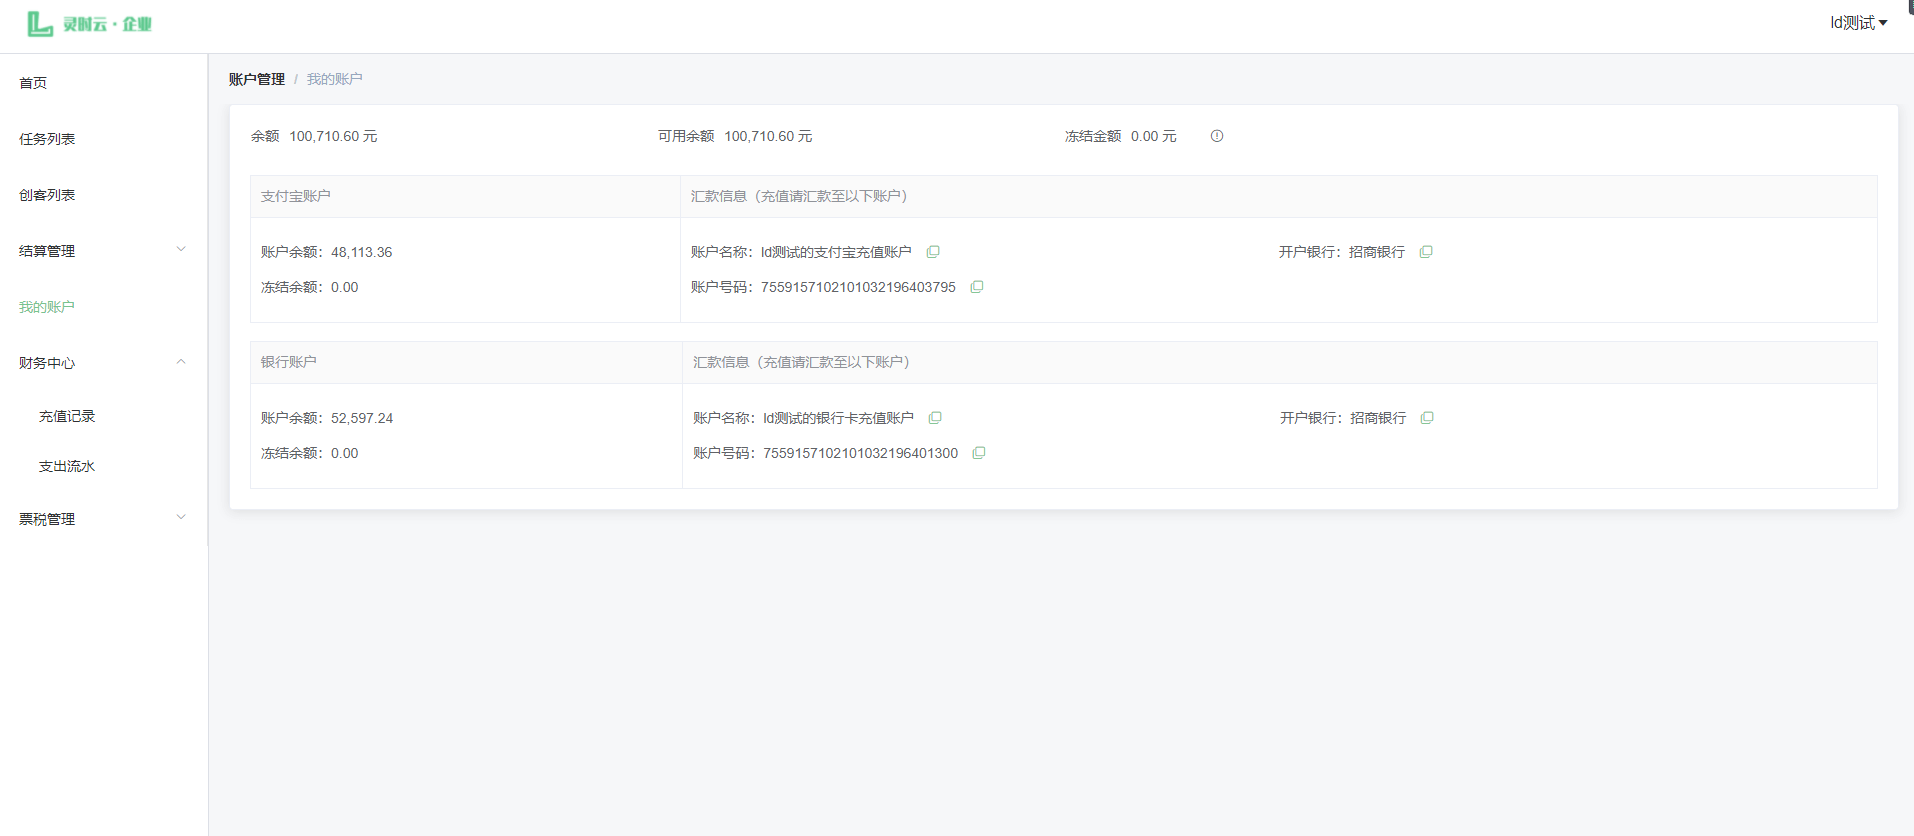 灵时云·企业
ld测试
首页
任务列表
创客列表
结算管理
我的账户
财务中心
充值记录
支出流水
票税管理
账户管理 / 我的账户
余额 100,710.60 元 可用余额 100,710.60 元 冻结金额 0.00 元
支付宝账户 汇款信息（充值请汇款至以下账户）
账户余额：48,113.36 账户名称：ld测试的支付宝充值账户 开户银行：招商银行
冻结余额：0.00 账户号码：7559157102101032196403795
银行账户 汇款信息（充值请汇款至以下账户）
账户余额：52,597.24 账户名称：ld测试的银行卡充值账户 开户银行：招商银行
冻结余额：0.00 账户号码：7559157102101032196401300